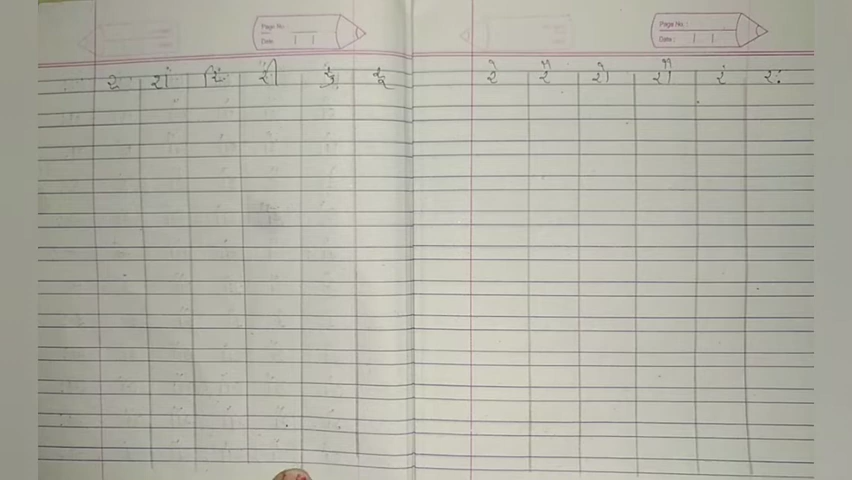 Page No.
Date: | |
Page No. :
Date : | |
र रा रि री रु रू
रे रै रो रौ रं रः